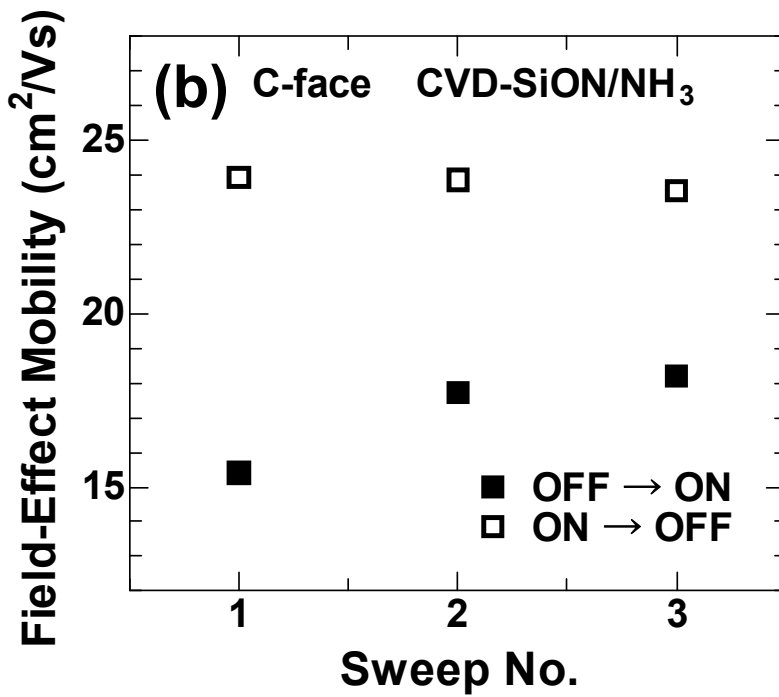 (b) C-face CVD-SiON/NH3
Field-Effect Mobility (cm2/Vs)
25
20
15
OFF → ON
ON → OFF
1 2 3
Sweep No.